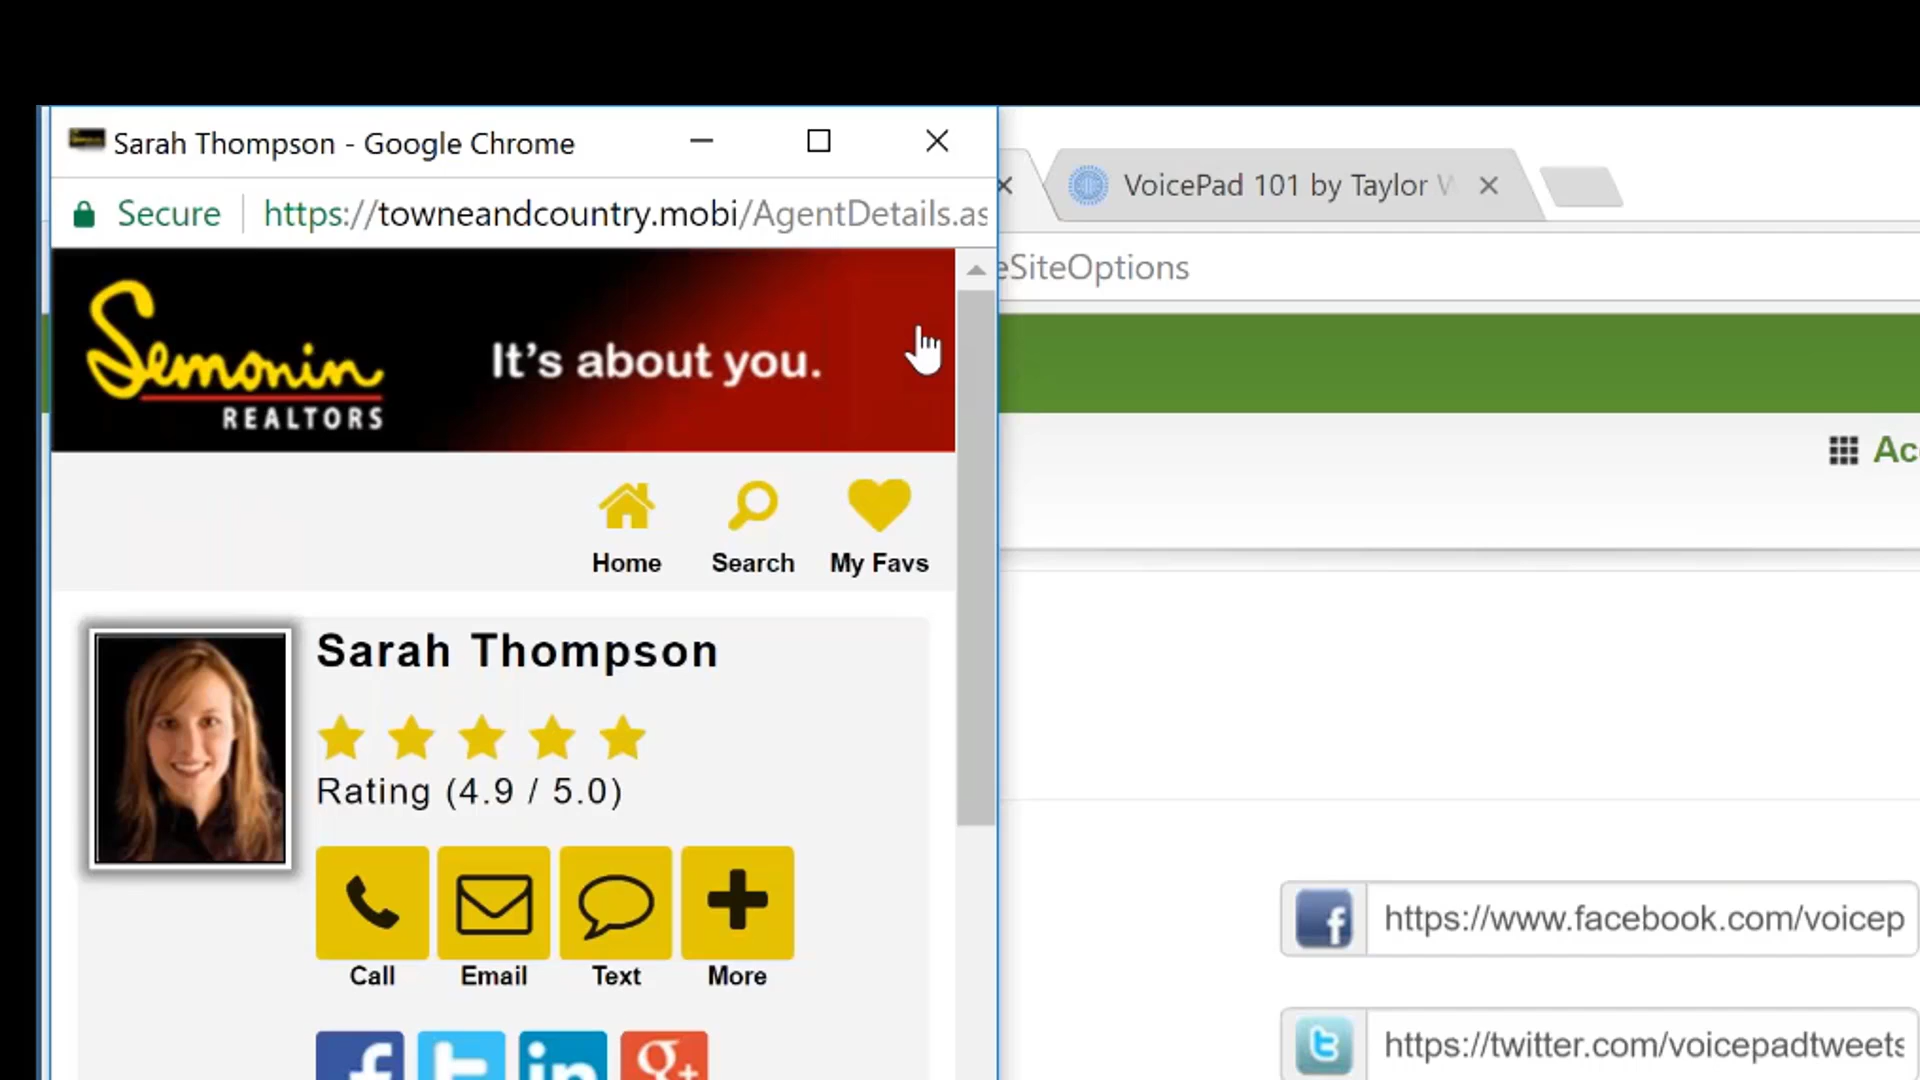 Sarah Thompson - Google Chrome
VoicePad 101 by Taylor W
Secure
https://towneandcountry.mobi/AgentDetails.as
eSiteOptions
Semonin
REALTORS
It's about you.
Ac
Home
Search
My Favs
Sarah Thompson
Rating (4.9 / 5.0)
Call
Email
Text
More
https://www.facebook.com/voicep
https://twitter.com/voicepadtweets